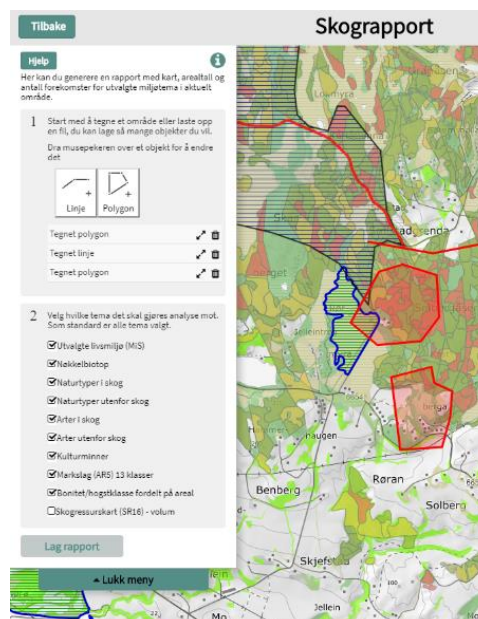 Tilbake
Skograpport
Hjelp
Her kan du generere en rapport med kart, arealtall og
antall forekomster for utvalgte miljøtema i aktuelt
område.
1 Start med å tegne et område eller laste opp
en fil, du kan lage så mange objekter du vil.
Dra musepekeren over et objekt for å endre
det
Linje
Polygon
Tegnet polygon
Tegnet linje
Tegnet polygon
2 Velg hvilke tema det skal gjøres analyse mot.
Som standard er alle tema valgt.
Utvalgte livsmiljø (MiS)
Nøkkelbiotop
Naturtyper i skog
Naturtyper utenfor skog
Arter i skog
Arter utenfor skog
Kulturminner
Markslag (AR5) 13 klasser
Bonitet/hogstklasse fordelt på areal
Skogressurskart (SR16) - volum
Lag rapport
Lukk meny
haugen
Benberg
Røran
Solberg
Jellein